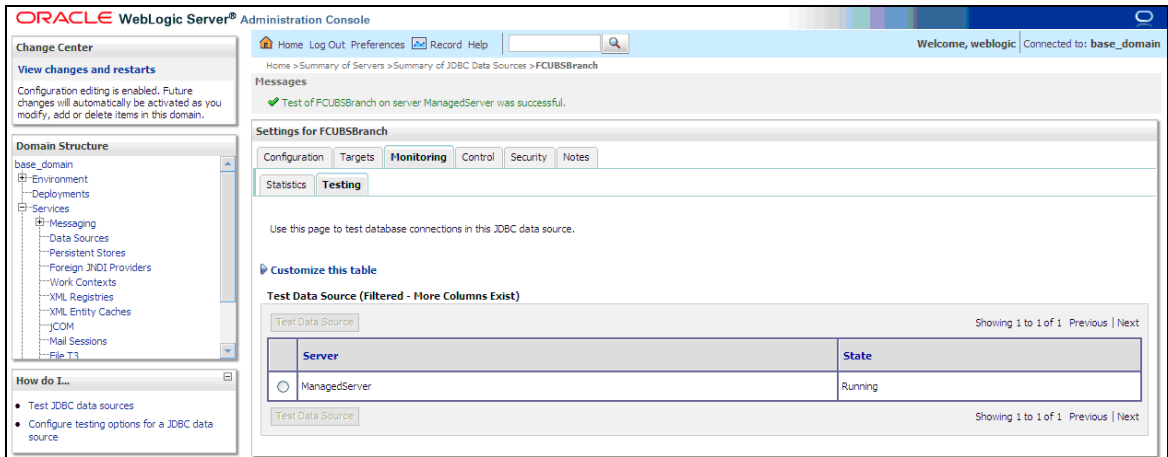 ORACLE WebLogic Server® Administration Console
Change Center
View changes and restarts
Configuration editing is enabled. Future
changes will automatically be activated as you
modify, add or delete items in this domain.
Domain Structure
base_domain
Environment
Deployments
Services
Messaging
Data Sources
Persistent Stores
Foreign JNDI Providers
Work Contexts
XML Registries
XML Entity Caches
jCOM
Mail Sessions
File T3
How do I...
Test JDBC data sources
Configure testing options for a JDBC data
source
Home Log Out Preferences Record Help
Welcome, weblogic Connected to: base_domain
Home >Summary of Servers >Summary of JDBC Data Sources >FCUBSBranch
Messages
Test of FCUBSBranch on server ManagedServer was successful.
Settings for FCUBSBranch
Configuration Targets Monitoring Control Security Notes
Statistics Testing
Use this page to test database connections in this JDBC data source.
Customize this table
Test Data Source (Filtered - More Columns Exist)
Test Data Source Showing 1 to 1 of 1 Previous | Next
Server State
ManagedServer Running
Test Data Source Showing 1 to 1 of 1 Previous | Next